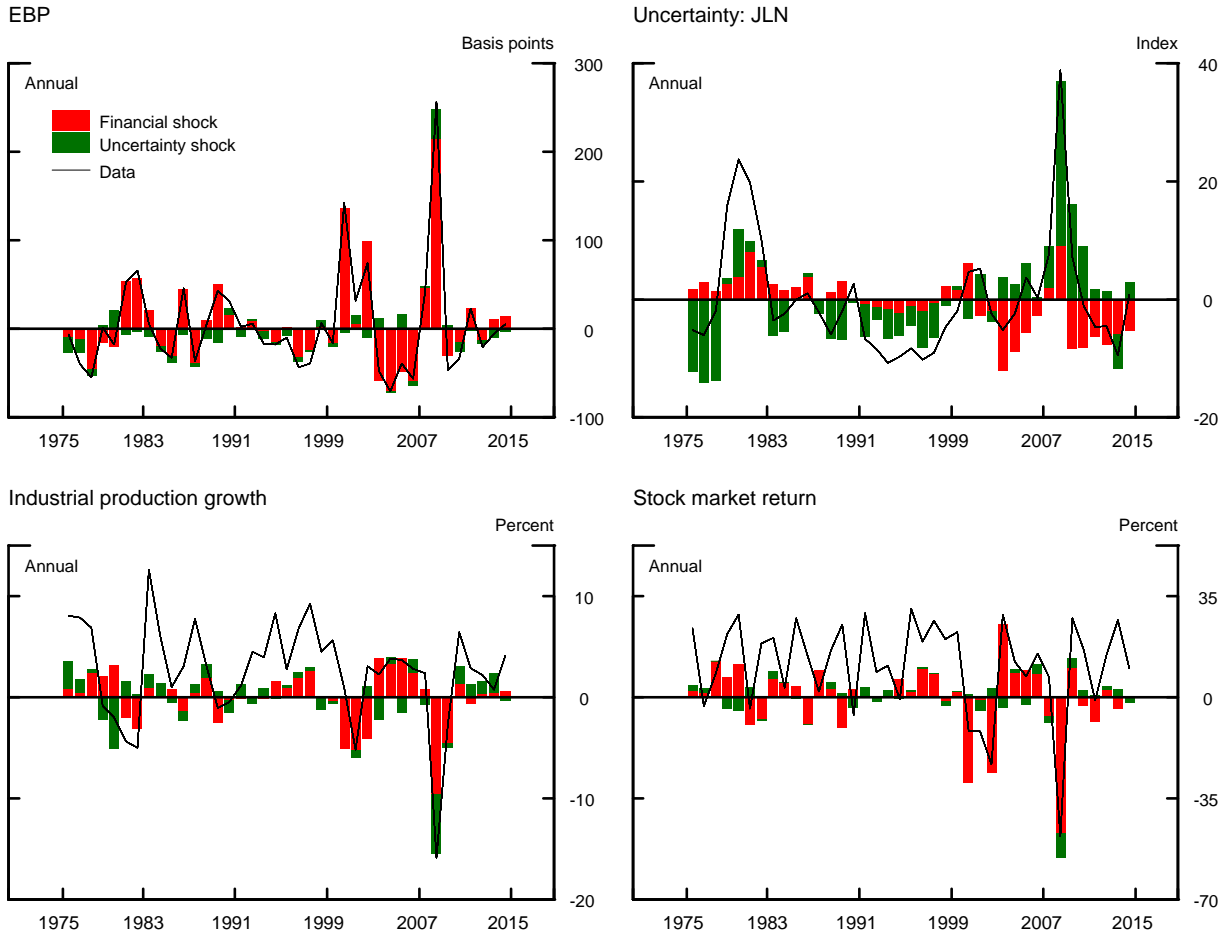 EBP
Basis points
Annual
Financial shock
Uncertainty shock
Data
300
200
100
0
-100
1975 1983 1991 1999 2007 2015
Uncertainty: JLN
Index
Annual
40
20
0
-20
1975 1983 1991 1999 2007 2015
Industrial production growth
Percent
Annual
10
0
-10
-20
1975 1983 1991 1999 2007 2015
Stock market return
Percent
Annual
35
0
-35
-70
1975 1983 1991 1999 2007 2015